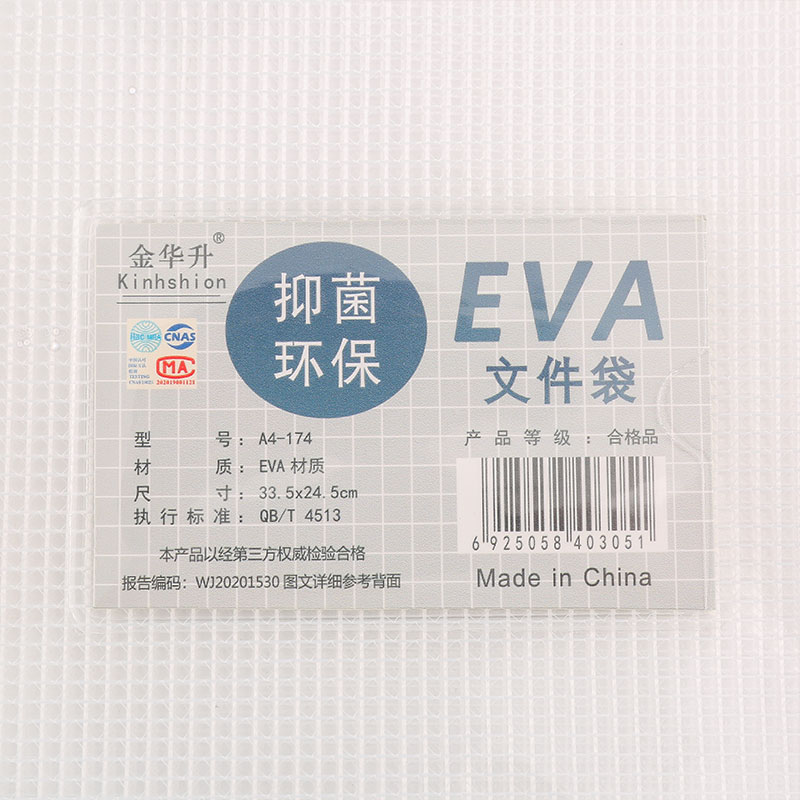 金华升®
Kinhshion
抑菌
环保
EVA
文件袋
CNAS
MA
202019001121
型 号：A4-174
材 质：EVA 材质
尺 寸：33.5x24.5cm
执行标准：QB/T 4513
本产品以经第三方权威检验合格
报告编码：WJ20201530 图文详细参考背面
产品等级：合格品
6 925058 403051
Made in China